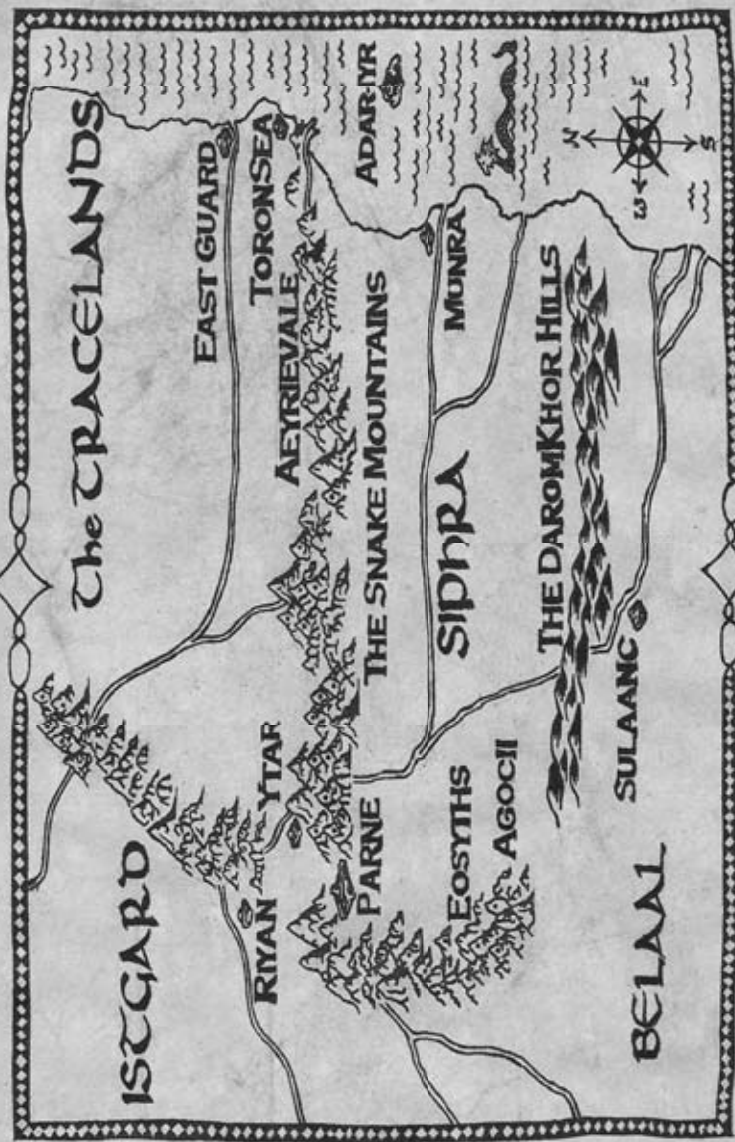 The TRACELANDS
ISTGARD
EAST GUARD
TORONSEA
RIYAN
YTAR
AEYRIEVALE
PARNE
THE SNAKE MOUNTAINS
ADAR-IYR
EOSYTHS
SIPHRA
MUNRA
AGOCII
THE DAROMKHOR HILLS
N
W
E
S
SULAANC
BELAAL